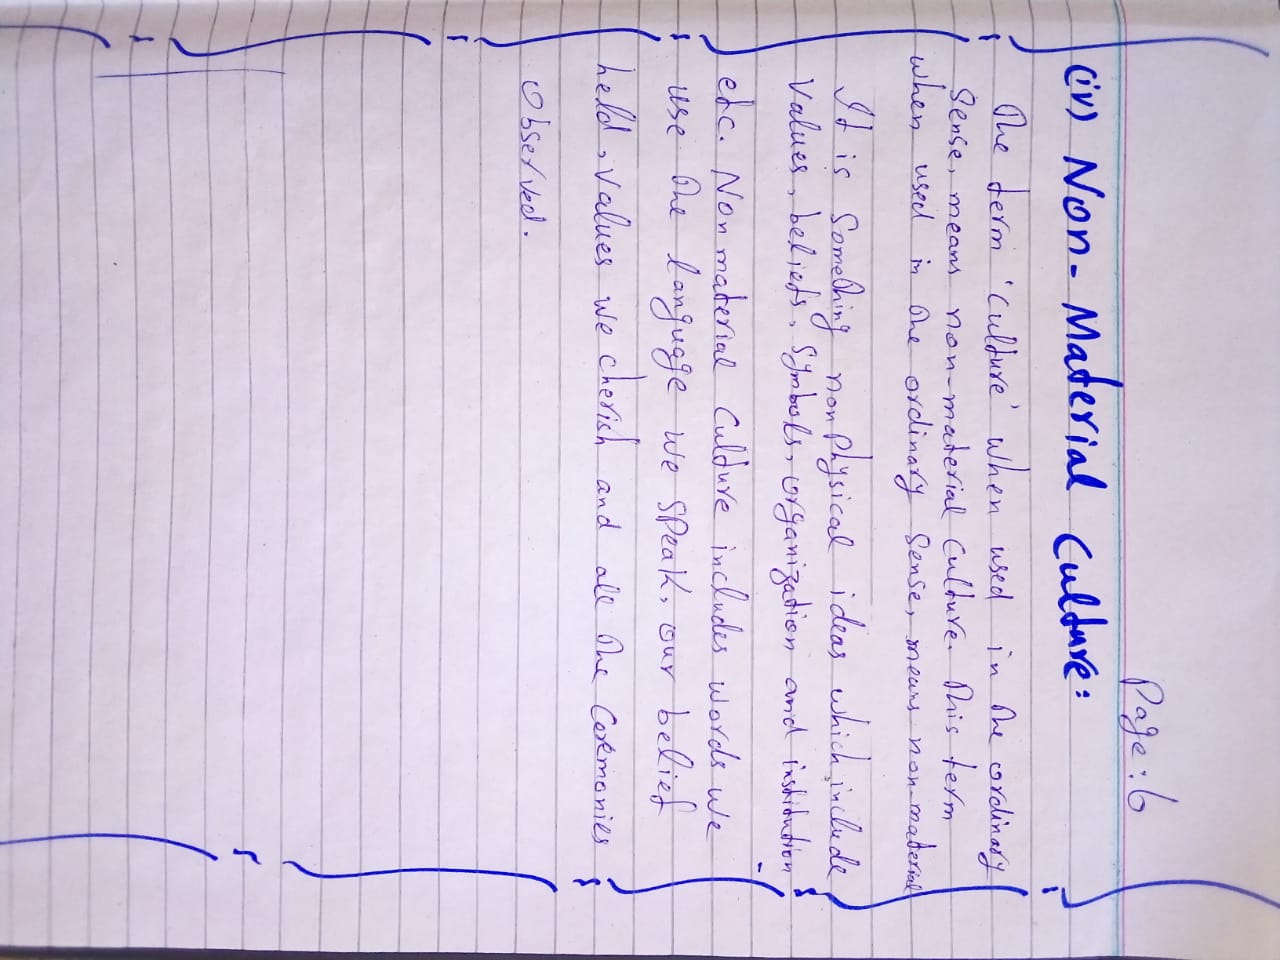 Page: 6
(iv) Non-Material Culture:
The term 'Culture' when used in the ordinary
Sense, means non-material Culture. This term
when used in the ordinary Sense, means non-material
It is Something nonPhysical ideas which include
Values, beliefs, Symbols, organization and institution
etc. Non material Culture includes words we
use the language we SPeak, our belief
held, Values we cherish and all the Ceremonies
Observed.